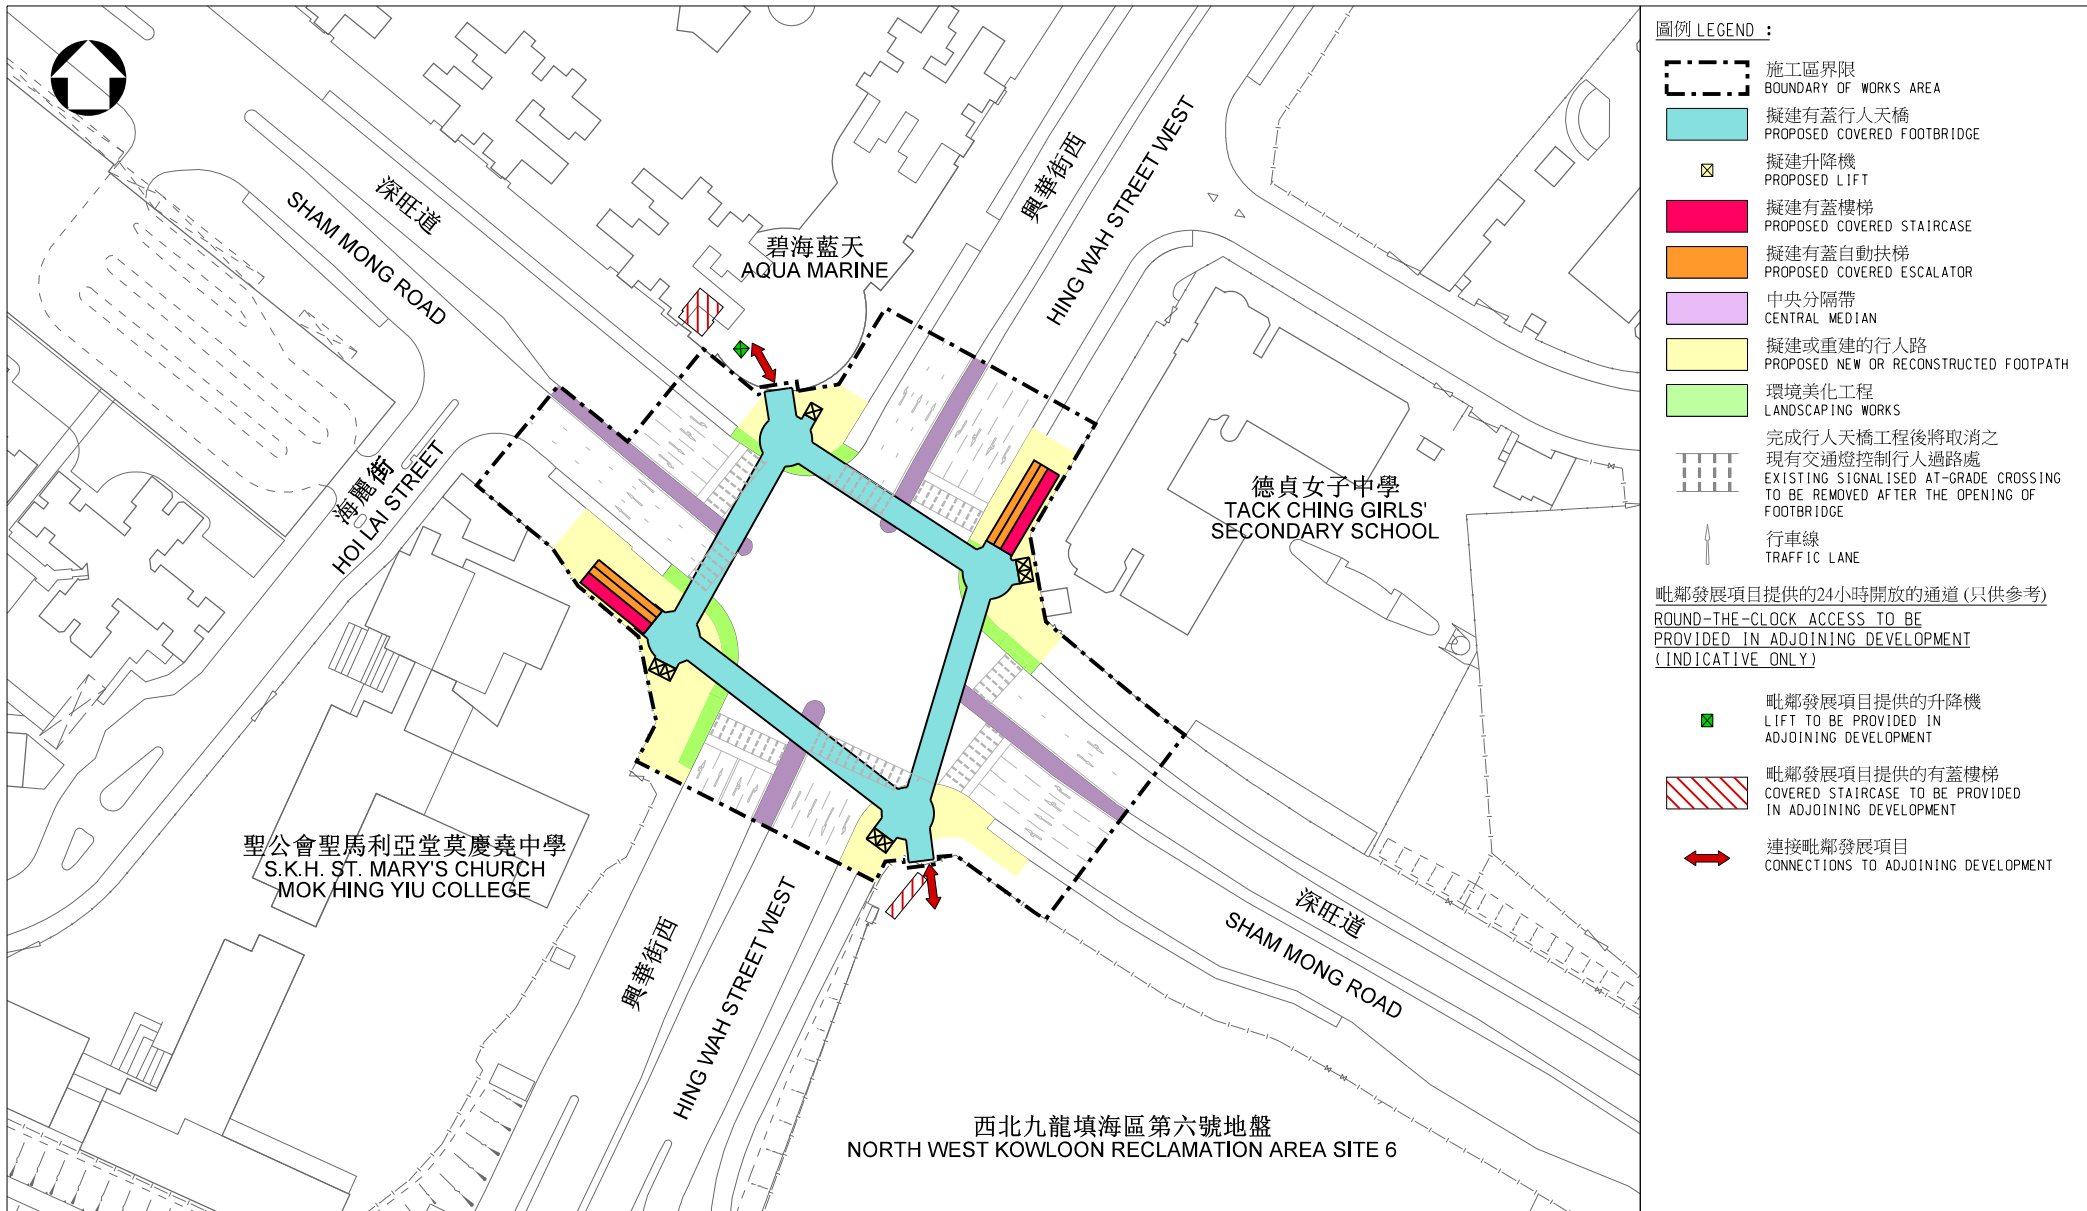 深旺道
SHAM MONG ROAD
碧海藍天
AQUA MARINE
興華街西
HING WAH STREET WEST
海麗街
HOI LAI STREET
德貞女子中學
TACK CHING GIRLS'
SECONDARY SCHOOL
聖公會聖馬利亞堂莫慶堯中學
S.K.H. ST. MARY'S CHURCH
MOK HING YIU COLLEGE
興華街西
HING WAH STREET WEST
深旺道
SHAM MONG ROAD
西北九龍填海區第六號地盤
NORTH WEST KOWLOON RECLAMATION AREA SITE 6
圖例 LEGEND :
施工區界限
BOUNDARY OF WORKS AREA
擬建有蓋行人天橋
PROPOSED COVERED FOOTBRIDGE
擬建升降機
PROPOSED LIFT
擬建有蓋樓梯
PROPOSED COVERED STAIRCASE
擬建有蓋自動扶梯
PROPOSED COVERED ESCALATOR
中央分隔帶
CENTRAL MEDIAN
擬建或重建的行人路
PROPOSED NEW OR RECONSTRUCTED FOOTPATH
環境美化工程
LANDSCAPING WORKS
完成行人天橋工程後將取消之
現有交通燈控制行人過路處
EXISTING SIGNALISED AT-GRADE CROSSING
TO BE REMOVED AFTER THE OPENING OF
FOOTBRIDGE
行車線
TRAFFIC LANE
毗鄰發展項目提供的24小時開放的通道 (只供參考)
ROUND-THE-CLOCK ACCESS TO BE
PROVIDED IN ADJOINING DEVELOPMENT
(INDICATIVE ONLY)
毗鄰發展項目提供的升降機
LIFT TO BE PROVIDED IN
ADJOINING DEVELOPMENT
毗鄰發展項目提供的有蓋樓梯
COVERED STAIRCASE TO BE PROVIDED
IN ADJOINING DEVELOPMENT
連接毗鄰發展項目
CONNECTIONS TO ADJOINING DEVELOPMENT